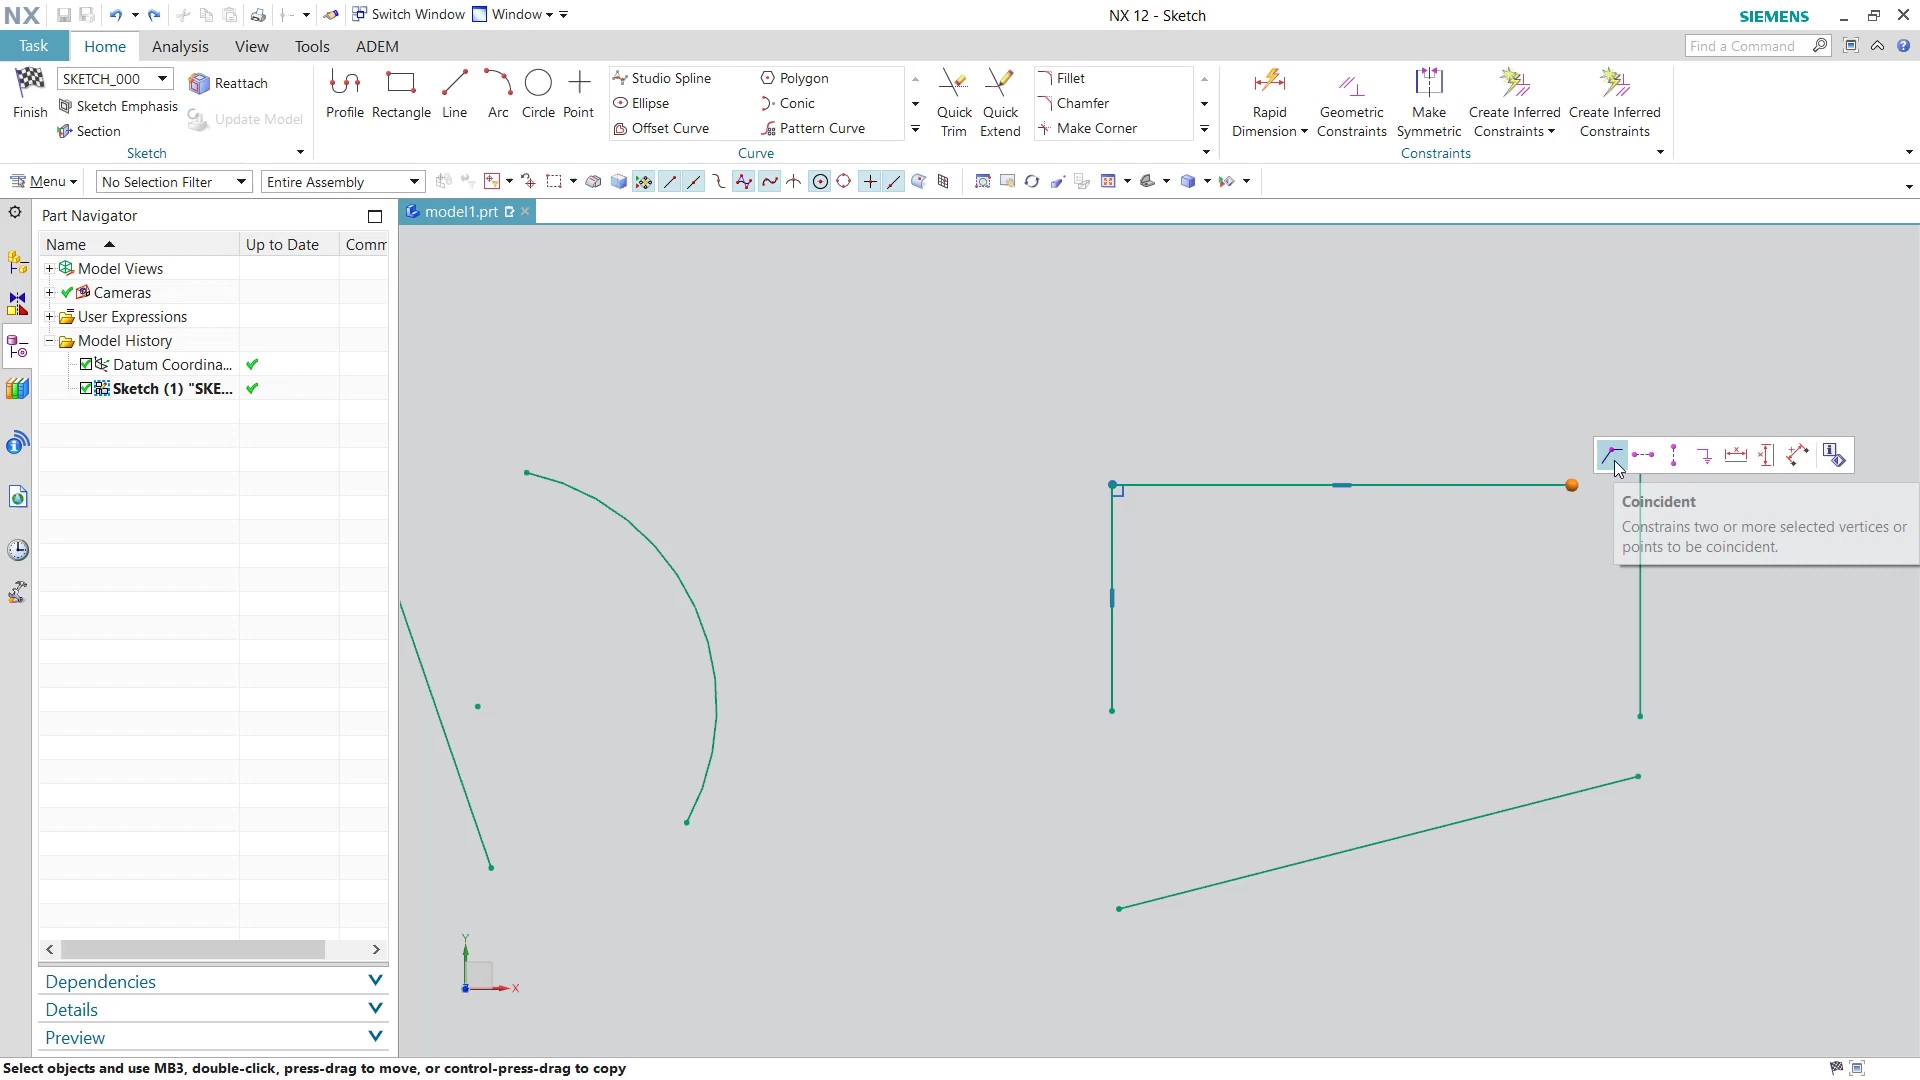 NX Switch Window Window NX 12 - Sketch SIEMENS
Task Home Analysis View Tools ADEM Find a Command
Finish
SKETCH_000
Sketch Emphasis
Section
Reattach
Update Model
Sketch
Profile Rectangle Line Arc Circle Point
Studio Spline Polygon
Ellipse Conic
Offset Curve Pattern Curve
Quick Trim
Quick Extend
Fillet
Chamfer
Make Corner
Curve
Rapid Dimension
Geometric Constraints
Make Symmetric
Create Inferred Constraints
Create Inferred Constraints
Constraints
Menu No Selection Filter Entire Assembly
Part Navigator
model1.prt
Name Up to Date Comm
Model Views
Cameras
User Expressions
Model History
Datum Coordina...
Sketch (1) "SKE...
Coincident
Constrains two or more selected vertices or
points to be coincident.
Y
X
Dependencies
Details
Preview
Select objects and use MB3, double-click, press-drag to move, or control-press-drag to copy